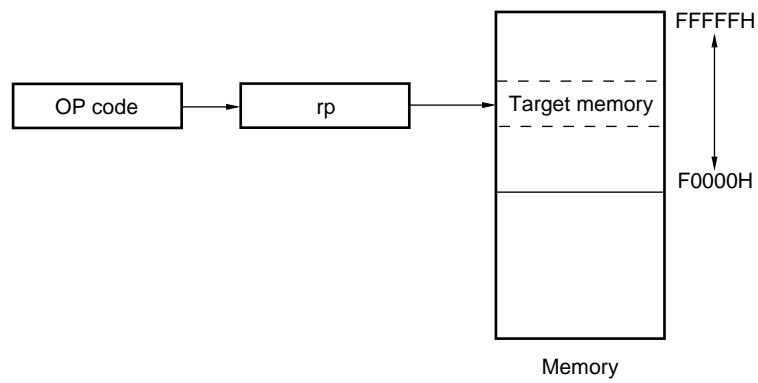 FFFFFH
OP code
rp
Target memory
F0000H
Memory